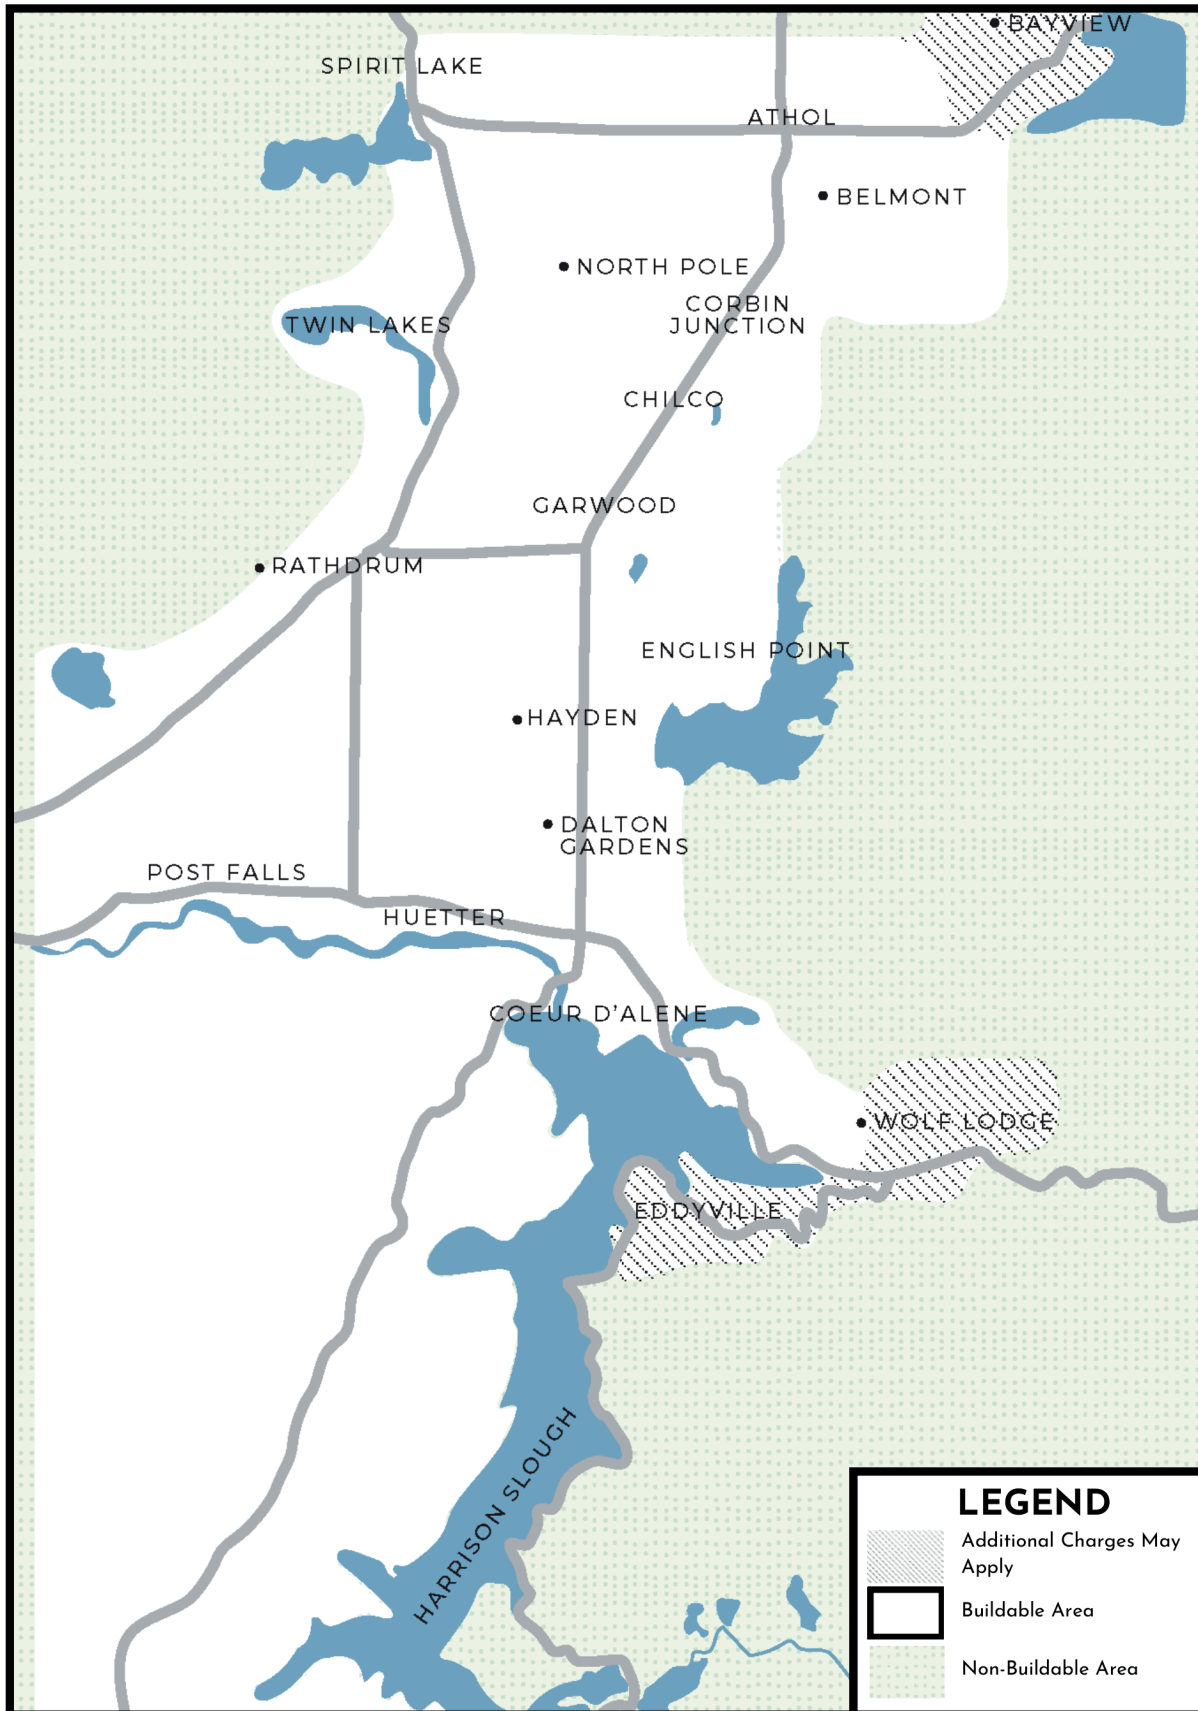 BAYVIEW
SPIRIT LAKE
ATHOL
BELMONT
NORTH POLE
CORBIN
JUNCTION
TWIN LAKES
CHILCO
GARWOOD
RATHDRUM
ENGLISH POINT
HAYDEN
DALTON
GARDENS
POST FALLS
HUETTER
COEUR D'ALENE
WOLF LODGE
EDDYVILLE
HARRISON SLOUGH
LEGEND
Additional Charges May
Apply
Buildable Area
Non-Buildable Area